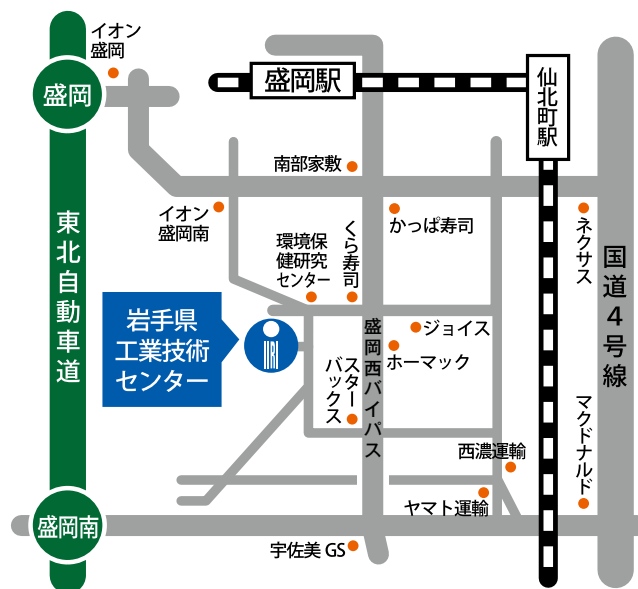 イオン
盛岡
盛岡
盛岡駅
仙北町駅
南部家敷
イオン
盛岡南
かっぱ寿司
ネクサス
東北自動車道
環境保
健研究
センター
くら寿司
国道4号線
岩手県
工業技術
センター
IIRI
盛岡西バイパス
ジョイス
ホーマック
スター
バックス
マクドナルド
西濃運輸
ヤマト運輸
盛岡南
宇佐美 GS